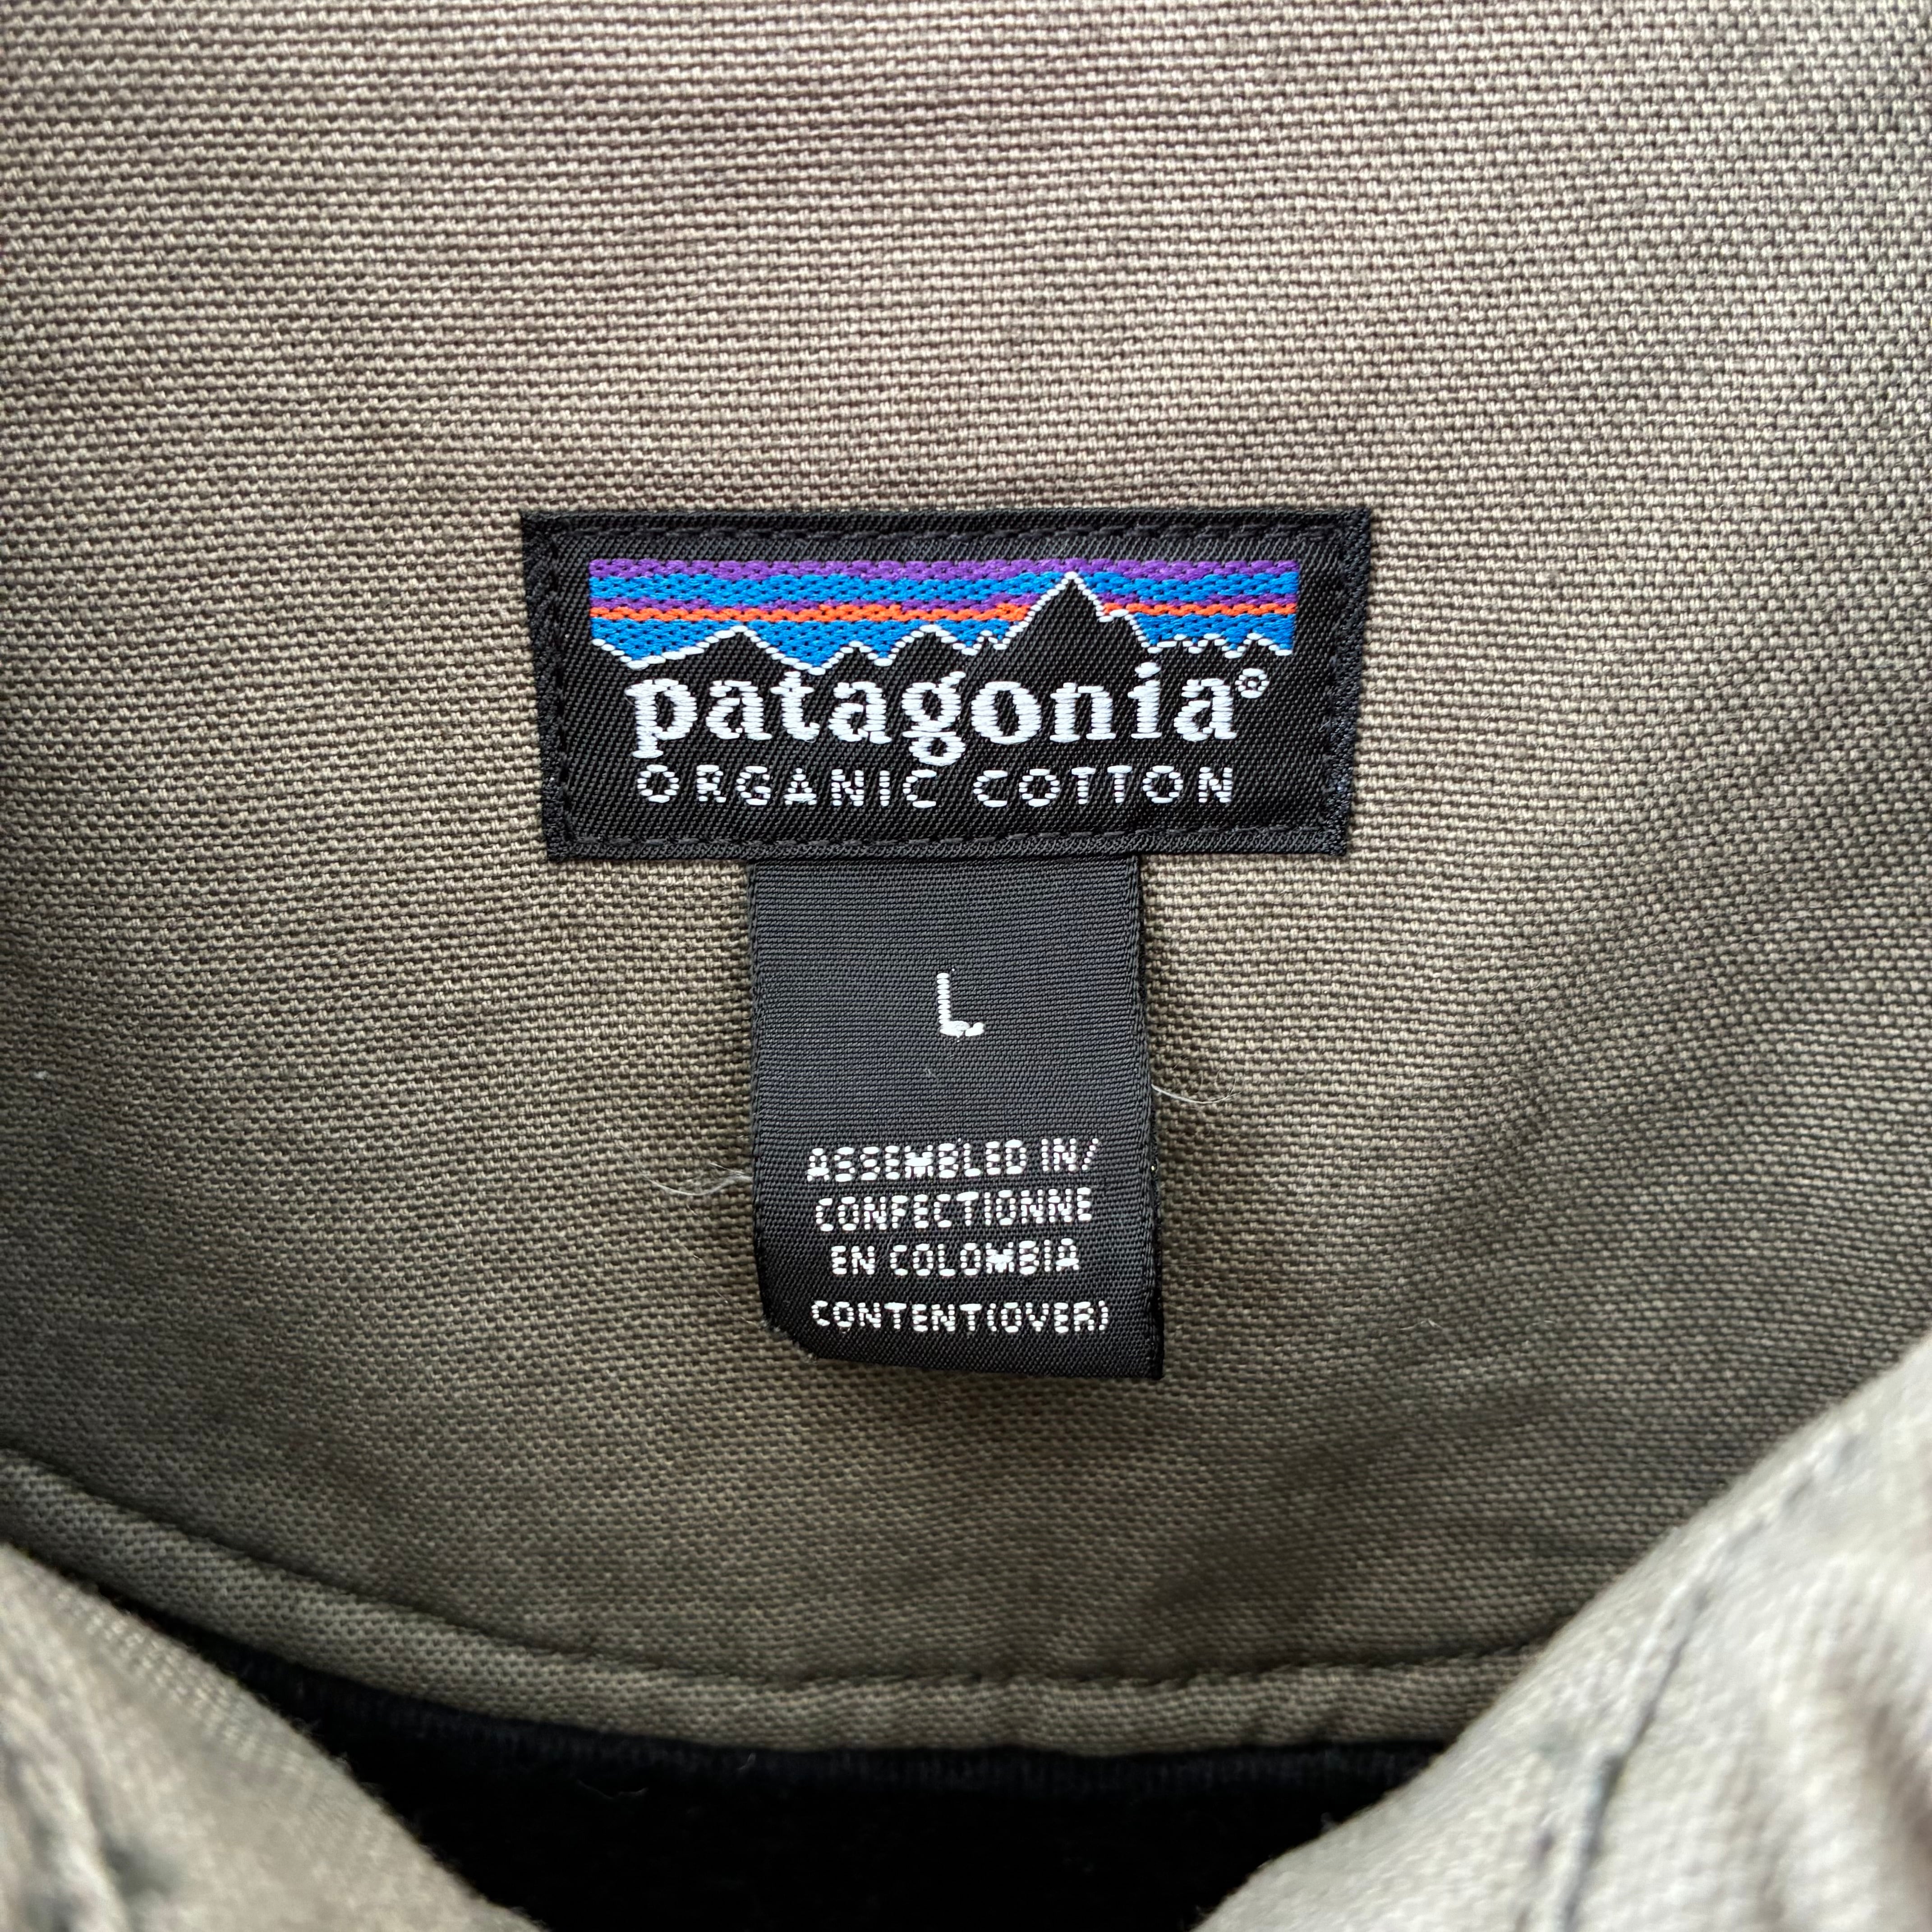 patagonia®
ORGANIC COTTON
L
ASSEMBLED IN/
CONFECTIONNE
EN COLOMBIA
CONTENT(OVER)